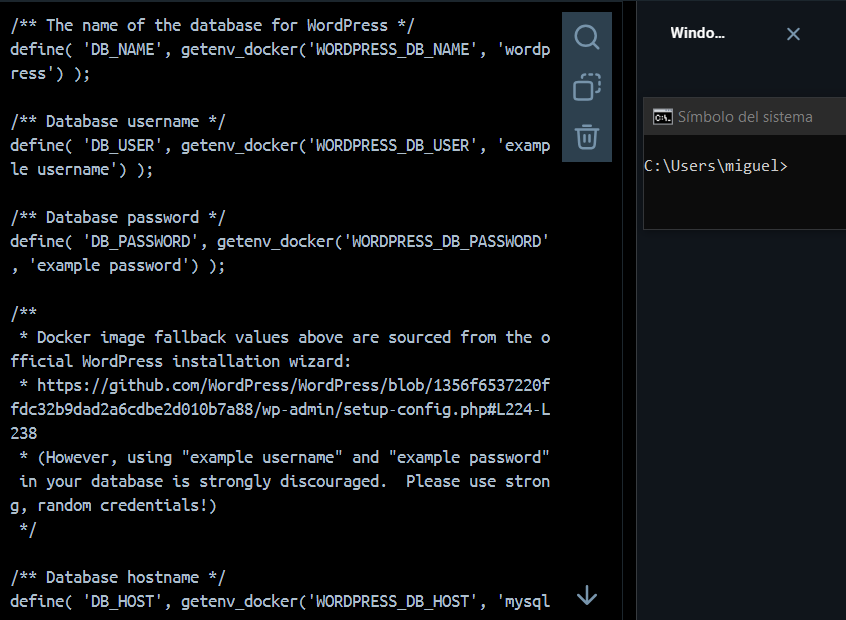 /** The name of the database for WordPress */
define( 'DB_NAME', getenv_docker('WORDPRESS_DB_NAME', 'wordp
ress') );
/** Database username */
define( 'DB_USER', getenv_docker('WORDPRESS_DB_USER', 'examp
le username') );
/** Database password */
define( 'DB_PASSWORD', getenv_docker('WORDPRESS_DB_PASSWORD'
, 'example password') );
/**
 * Docker image fallback values above are sourced from the o
fficial WordPress installation wizard:
 * https://github.com/WordPress/WordPress/blob/1356f6537220f
fdc32b9dad2a6cdbe2d010b7a88/wp-admin/setup-config.php#L224-L
238
 * (However, using "example username" and "example password"
 in your database is strongly discouraged.  Please use stron
g, random credentials!)
 */
/** Database hostname */
define( 'DB_HOST', getenv_docker('WORDPRESS_DB_HOST', 'mysql
Windo...
Símbolo del sistema
C:\Users\miguel>